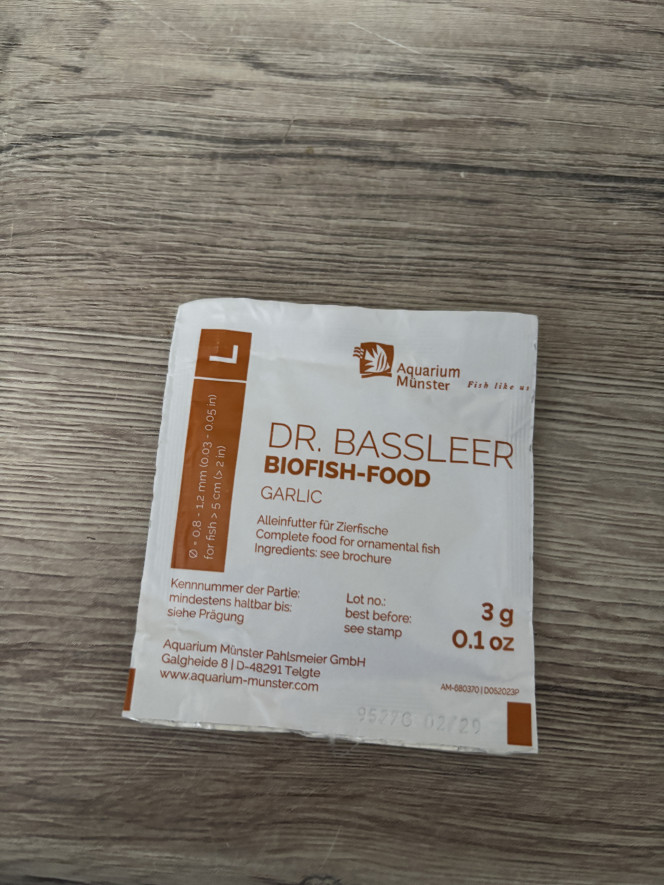 L
Ø = 0.8 - 1.2 mm (0.03 - 0.05 in)
for fish > 5 cm (> 2 in)
Aquarium
Münster Fish like us
DR. BASSLEER
BIOFISH-FOOD
GARLIC
Alleinfutter für Zierfische
Complete food for ornamental fish
Ingredients: see brochure
Kennnummer der Partie:
mindestens haltbar bis:
siehe Prägung
Lot no.:
best before:
see stamp
3 g
0.1 oz
Aquarium Münster Pahlsmeier GmbH
Galgheide 8 | D-48291 Telgte
www.aquarium-munster.com
AM-680370 | D052023P
02/29